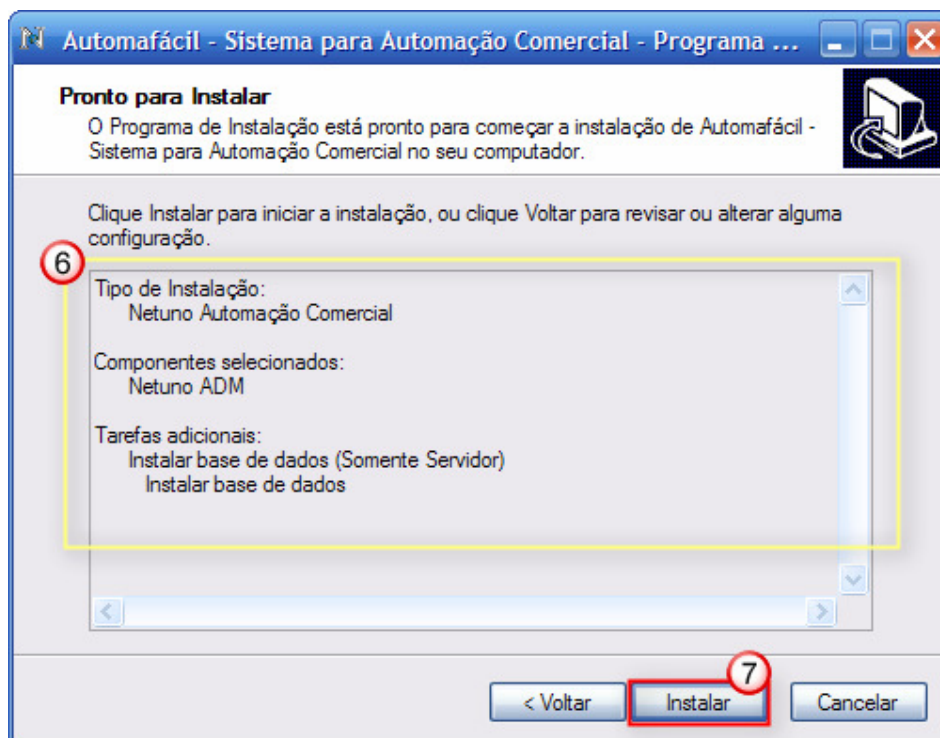 Automafácil - Sistema para Automação Comercial - Programa ...
Pronto para Instalar
O Programa de Instalação está pronto para começar a instalação de Automafácil -
Sistema para Automação Comercial no seu computador.
Clique Instalar para iniciar a instalação, ou clique Voltar para revisar ou alterar alguma
configuração.
6
Tipo de Instalação:
Netuno Automação Comercial
Componentes selecionados:
Netuno ADM
Tarefas adicionais:
Instalar base de dados (Somente Servidor)
Instalar base de dados
7
< Voltar
Instalar
Cancelar